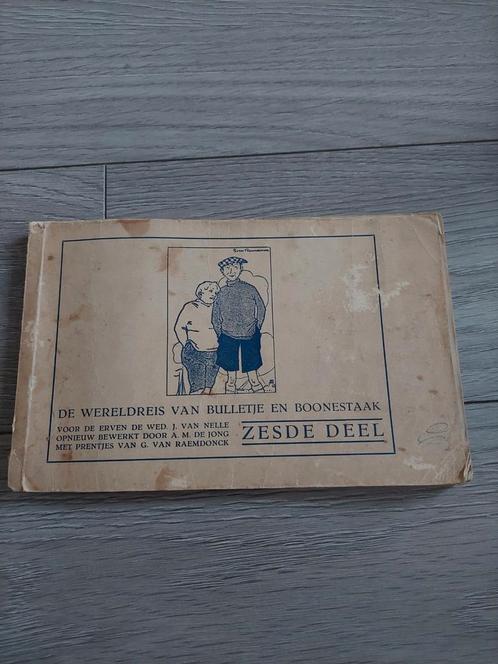 DE WERELDREIS VAN BULLETJE EN BOONESTAAK
VOOR DE ERVEN DE WED. J. VAN NELLE
OPNIEUW BEWERKT DOOR A. M. DE JONG
MET PRENTJES VAN G. VAN RAEMDONCK
ZESDE DEEL